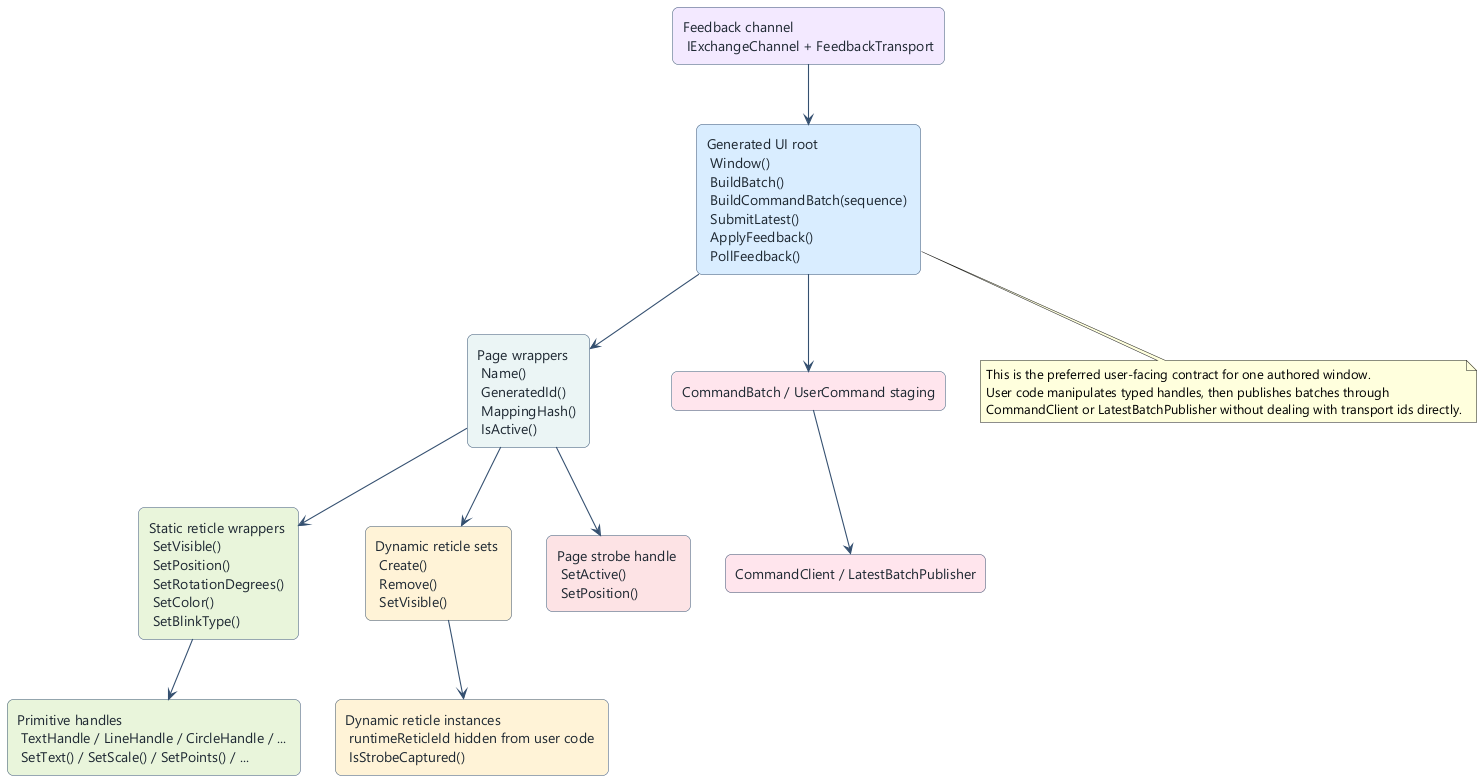 Feedback channel
IExchangeChannel + FeedbackTransport
Generated UI root
Window()
BuildBatch()
BuildCommandBatch(sequence)
SubmitLatest()
ApplyFeedback()
PollFeedback()
Page wrappers
Name()
GeneratedId()
MappingHash()
IsActive()
CommandBatch / UserCommand staging
This is the preferred user-facing contract for one authored window.
User code manipulates typed handles, then publishes batches through
CommandClient or LatestBatchPublisher without dealing with transport ids directly.
Static reticle wrappers
SetVisible()
SetPosition()
SetRotationDegrees()
SetColor()
SetBlinkType()
Dynamic reticle sets
Create()
Remove()
SetVisible()
Page strobe handle
SetActive()
SetPosition()
CommandClient / LatestBatchPublisher
Primitive handles
TextHandle / LineHandle / CircleHandle / ...
SetText() / SetScale() / SetPoints() / ...
Dynamic reticle instances
runtimeReticleId hidden from user code
IsStrobeCaptured()